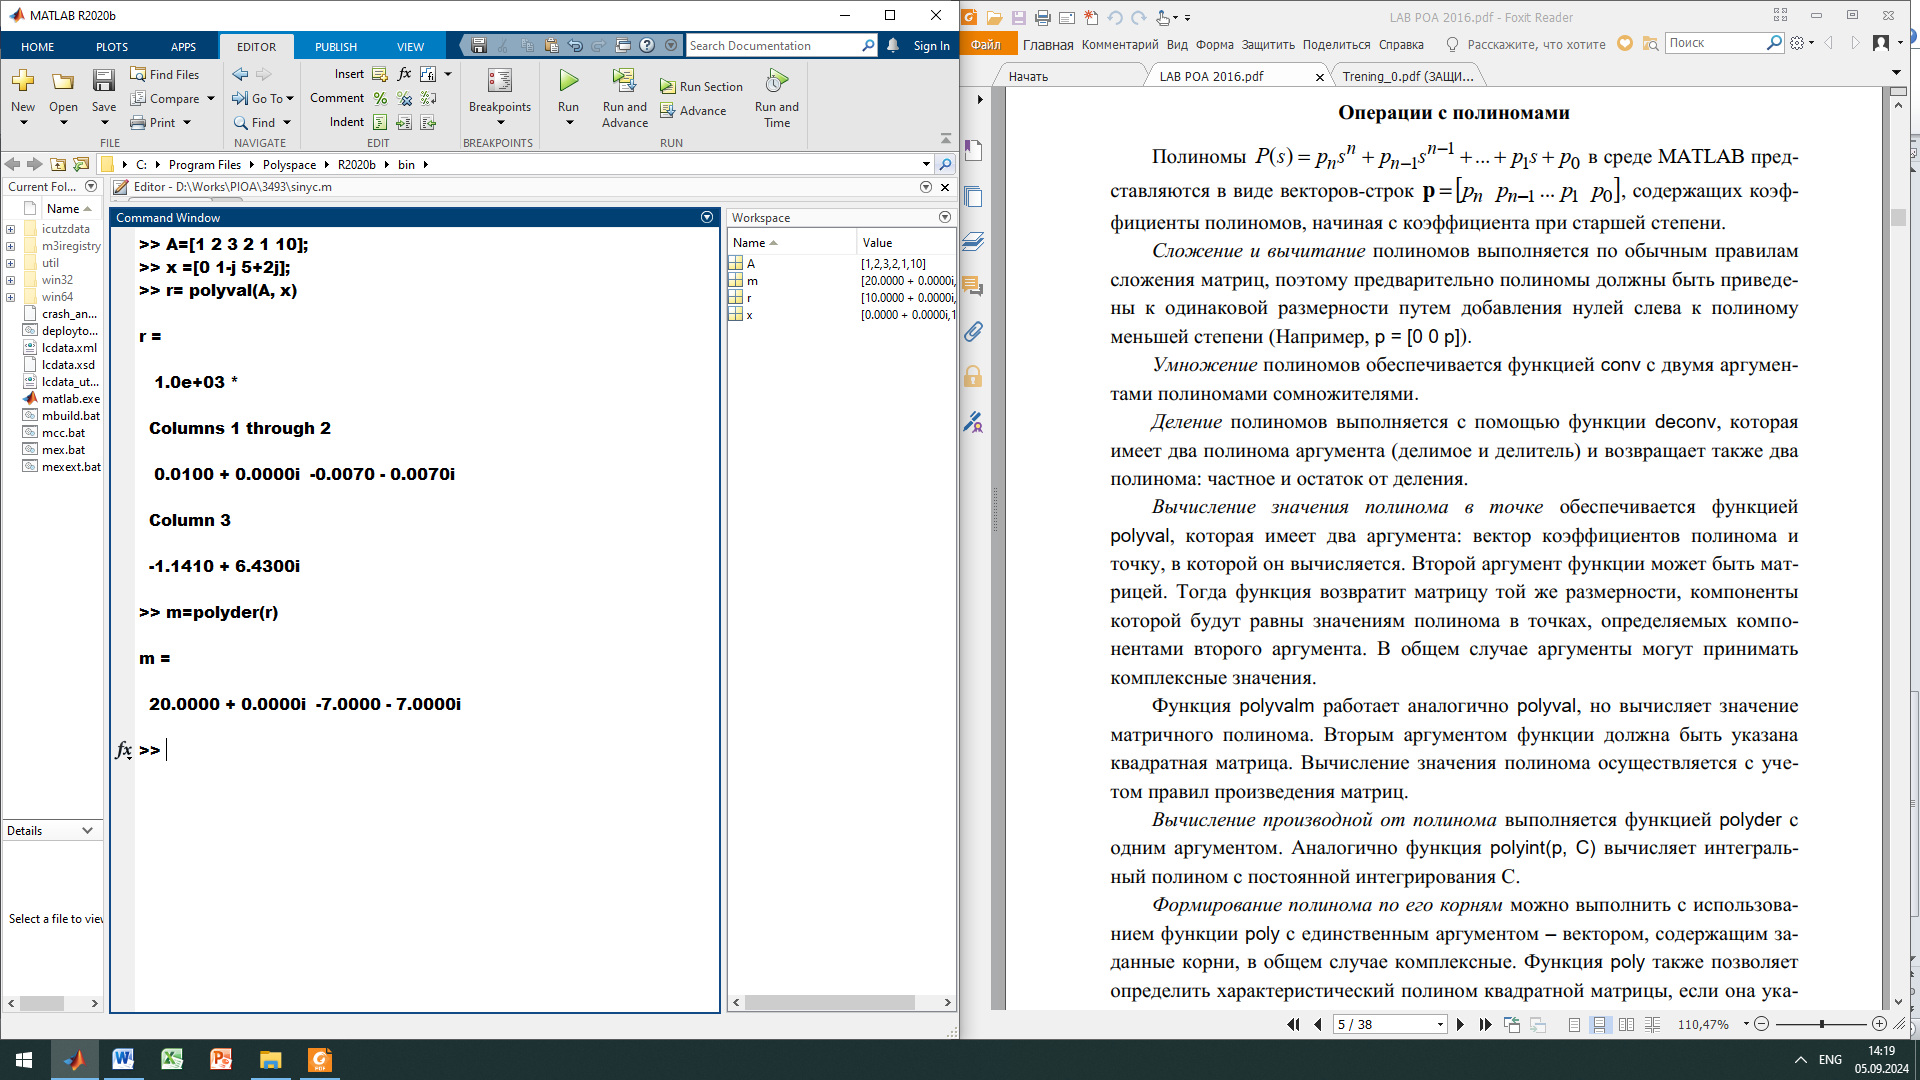 MATLAB R2020b
HOME PLOTS APPS EDITOR PUBLISH VIEW Search Documentation Sign In
New Open Save Find Files Compare Print
FILE
Go To Find
NAVIGATE
Insert Comment Indent
EDIT
Breakpoints
BREAKPOINTS
Run Run and Advance Run Section Advance Run and Time
RUN
C: Program Files Polyspace R2020b bin
Current Fol...
Name
icutzdata
m3iregistry
util
win32
win64
crash_an...
deployto...
lcdata.xml
lcdata.xsd
lcdata_ut...
matlab.exe
mbuild.bat
mcc.bat
mex.bat
mexext.bat
Details
Select a file to view
Editor - D:\Works\PIOA\3493\sinyc.m
Command Window
>> A=[1 2 3 2 1 10];
>> x =[0 1-j 5+2j];
>> r= polyval(A, x)
r =
1.0e+03 *
Columns 1 through 2
0.0100 + 0.0000i -0.0070 - 0.0070i
Column 3
-1.1410 + 6.4300i
>> m=polyder(r)
m =
20.0000 + 0.0000i -7.0000 - 7.0000i
fx >>
Workspace
Name Value
A [1,2,3,2,1,10]
m [20.0000 + 0.0000i,
r [10.0000 + 0.0000i,
x [0.0000 + 0.0000i,1
LAB POA 2016.pdf - Foxit Reader
Файл Главная Комментарий Вид Форма Защитить Поделиться Справка Расскажите, что хотите Поиск
Начать LAB POA 2016.pdf Trening_0.pdf (ЗАЩИ...
Операции с полиномами
Полиномы P(s) = pₙsⁿ + pₙ₋₁sⁿ⁻¹ + ... + p₁s + p₀ в среде MATLAB пред-
ставляются в виде векторов-строк p = [pₙ pₙ₋₁ ... p₁ p₀], содержащих коэф-
фициенты полиномов, начиная с коэффициента при старшей степени.
Сложение и вычитание полиномов выполняется по обычным правилам
сложения матриц, поэтому предварительно полиномы должны быть приведе-
ны к одинаковой размерности путем добавления нулей слева к полиному
меньшей степени (Например, p = [0 0 p]).
Умножение полиномов обеспечивается функцией conv с двумя аргумен-
тами полиномами сомножителями.
Деление полиномов выполняется с помощью функции deconv, которая
имеет два полинома аргумента (делимое и делитель) и возвращает также два
полинома: частное и остаток от деления.
Вычисление значения полинома в точке обеспечивается функцией
polyval, которая имеет два аргумента: вектор коэффициентов полинома и
точку, в которой он вычисляется. Второй аргумент функции может быть мат-
рицей. Тогда функция возвратит матрицу той же размерности, компоненты
которой будут равны значениям полинома в точках, определяемых компо-
нентами второго аргумента. В общем случае аргументы могут принимать
комплексные значения.
Функция polyvalm работает аналогично polyval, но вычисляет значение
матричного полинома. Вторым аргументом функции должна быть указана
квадратная матрица. Вычисление значения полинома осуществляется с уче-
том правил произведения матриц.
Вычисление производной от полинома выполняется функцией polyder с
одним аргументом. Аналогично функция polyint(p, C) вычисляет интеграль-
ный полином с постоянной интегрирования С.
Формирование полинома по его корням можно выполнить с использова-
нием функции poly с единственным аргументом – вектором, содержащим за-
данные корни, в общем случае комплексные. Функция poly также позволяет
определить характеристический полином квадратной матрицы, если она ука-
5 / 38 110,47%
ENG 14:19
05.09.2024